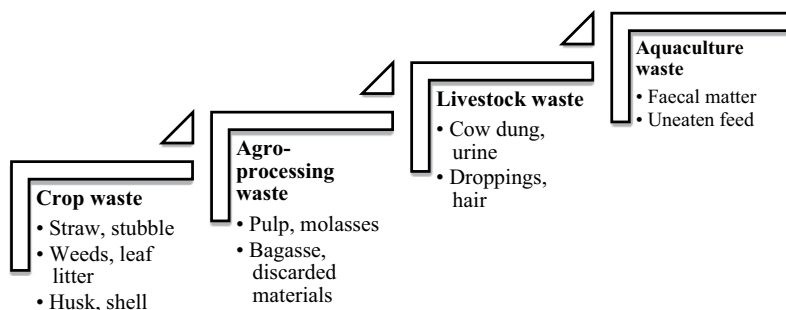 Crop waste
• Straw, stubble
• Weeds, leaf
litter
• Husk, shell
Agro-
processing
waste
• Pulp, molasses
• Bagasse,
discarded
materials
Livestock waste
• Cow dung,
urine
• Droppings,
hair
Aquaculture
waste
• Faecal matter
• Uneaten feed